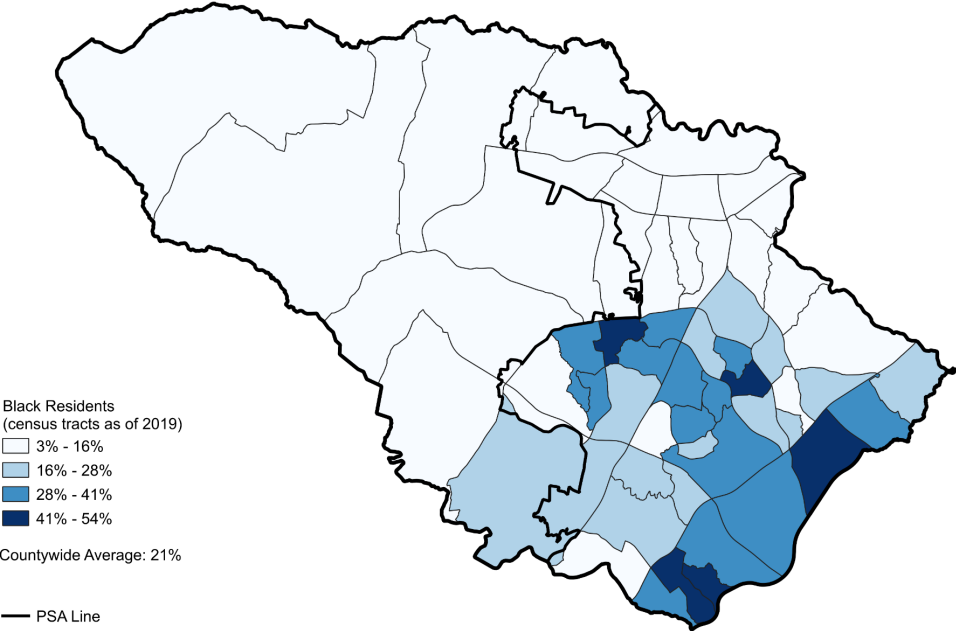 Black Residents
(census tracts as of 2019)
3% - 16%
16% - 28%
28% - 41%
41% - 54%
Countywide Average: 21%
PSA Line